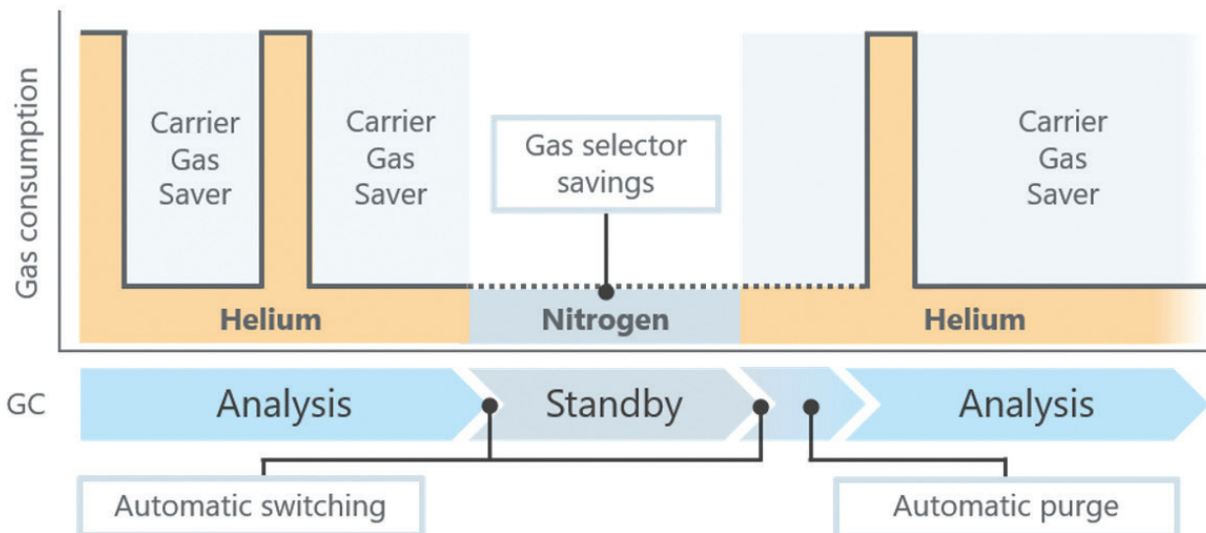 Gas consumption
Carrier
Gas
Saver
Carrier
Gas
Saver
Gas selector
savings
Carrier
Gas
Saver
Helium
Nitrogen
Helium
GC
Analysis
Standby
Analysis
Automatic switching
Automatic purge